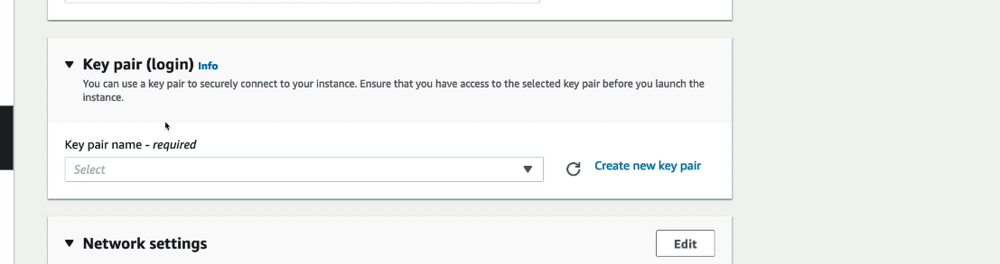 Key pair (login) Info
You can use a key pair to securely connect to your instance. Ensure that you have access to the selected key pair before you launch the
instance.
Key pair name - required
Select
Create new key pair
Network settings
Edit